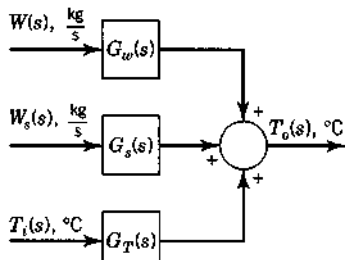 W(s), kg/s
G_w(s)
+
W_s(s), kg/s
G_s(s)
+
T_o(s), °C
+
T_i(s), °C
G_T(s)